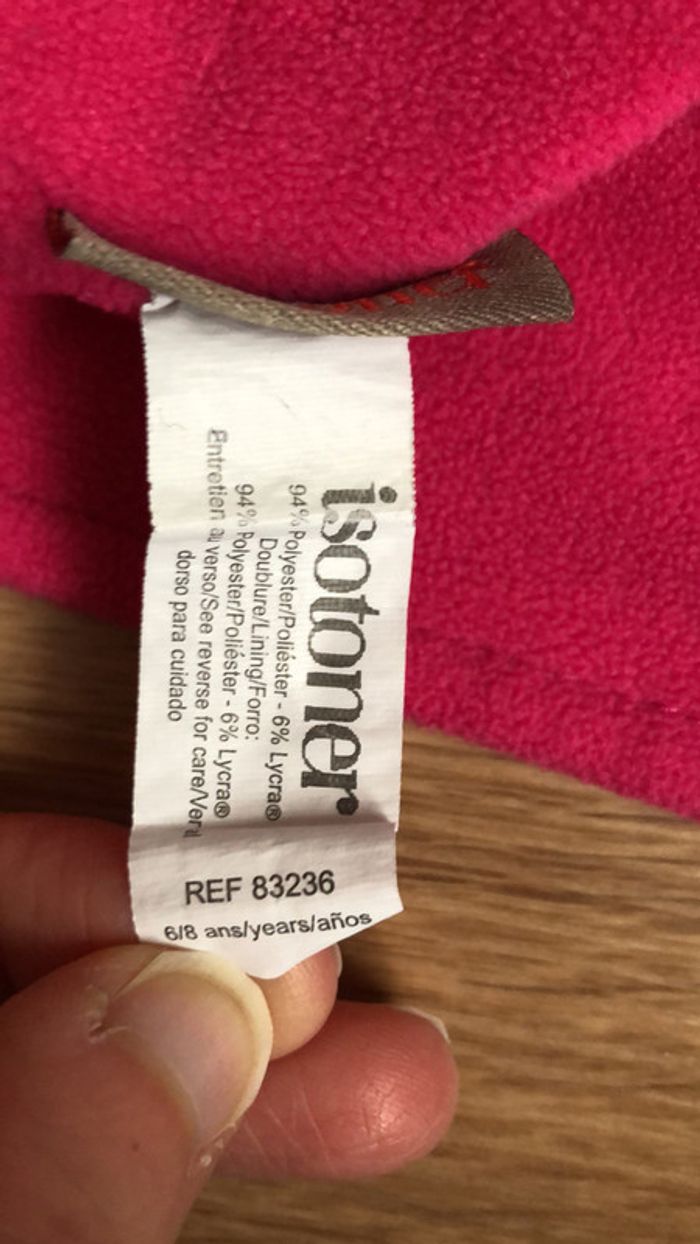 isotoner
94% Polyester/Poliéster - 6% Lycra®
Doublure/Lining/Forro:
94% Polyester/Poliéster - 6% Lycra®
Entretien au verso/See reverse for care/Ver al
dorso para cuidado
REF 83236
6/8 ans/years/años